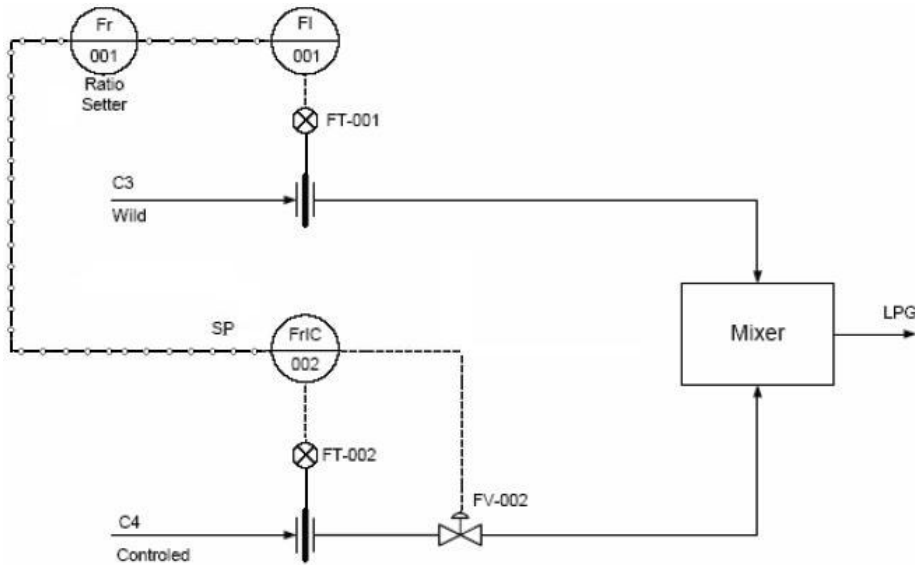 Fr
001
Ratio
Setter
FI
001
FT-001
C3
Wild
SP
FrIC
002
FT-002
C4
Controled
FV-002
Mixer
LPG